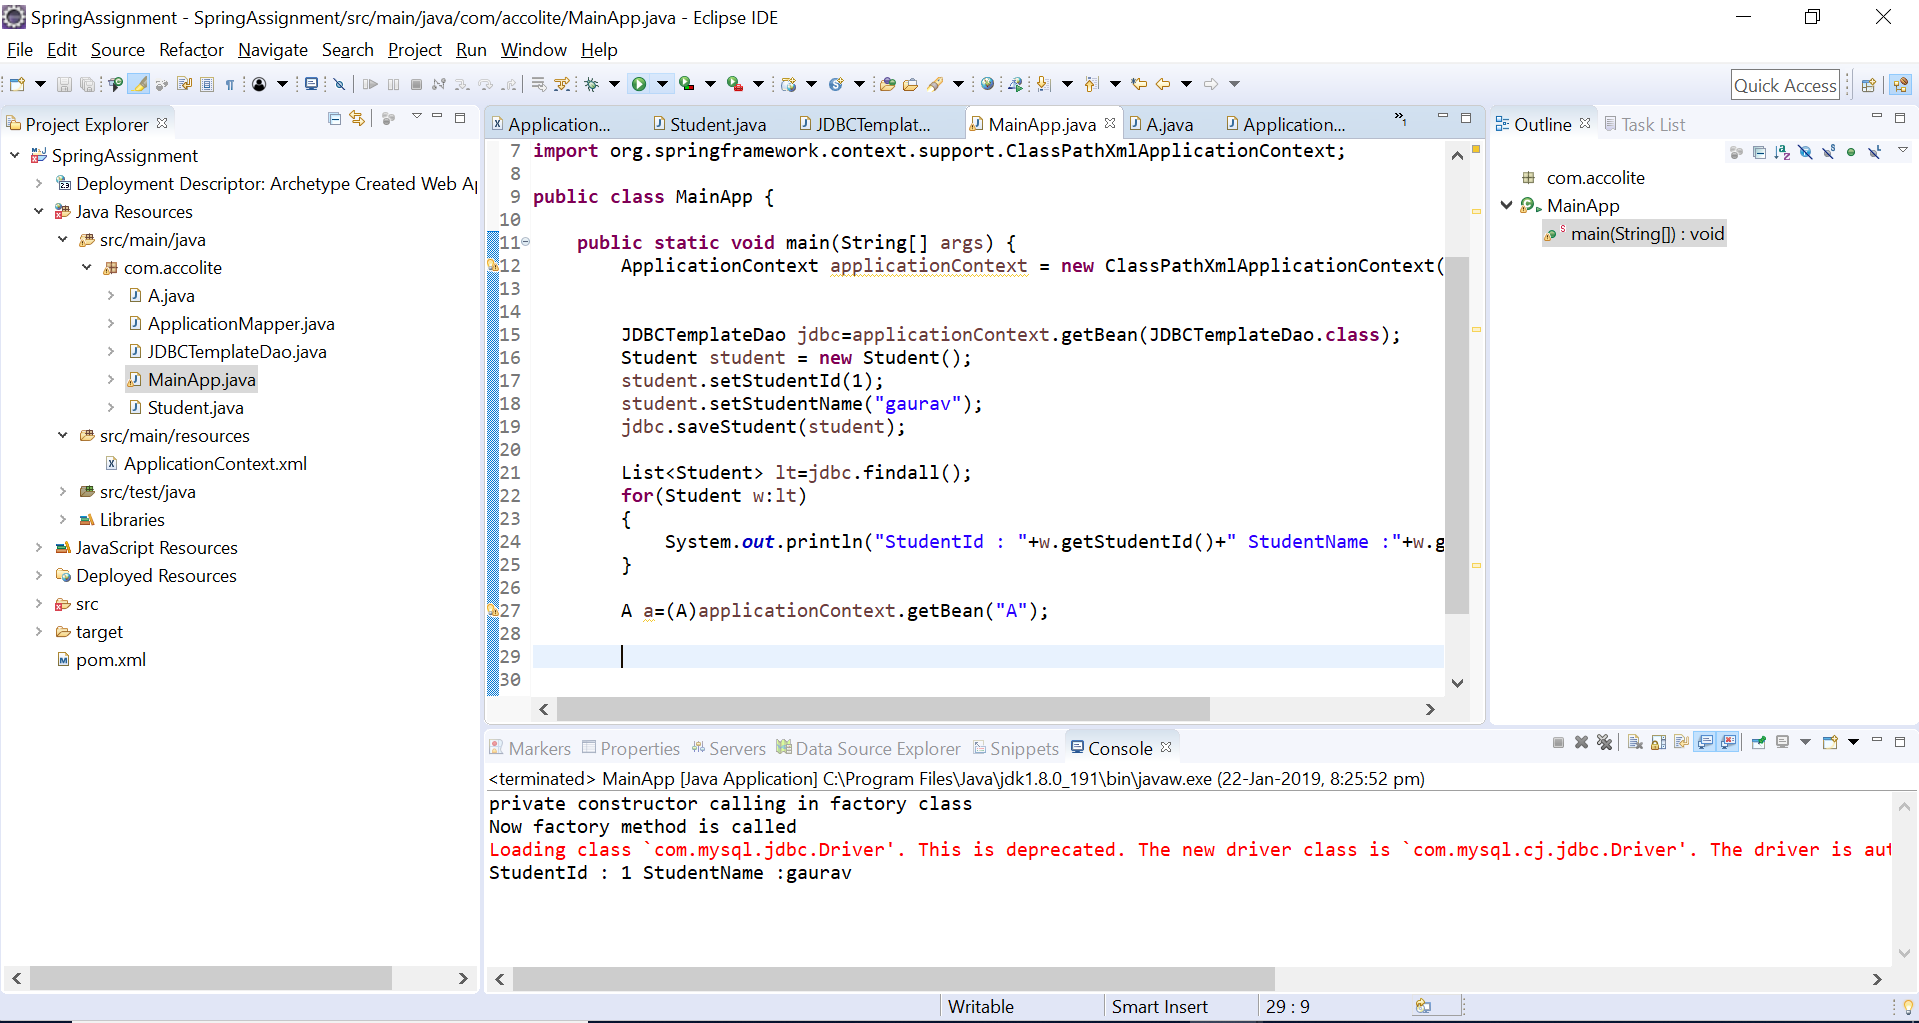 SpringAssignment - SpringAssignment/src/main/java/com/accolite/MainApp.java - Eclipse IDE
File Edit Source Refactor Navigate Search Project Run Window Help
Quick Access
Project Explorer
SpringAssignment
Deployment Descriptor: Archetype Created Web Ap
Java Resources
src/main/java
com.accolite
A.java
ApplicationMapper.java
JDBCTemplateDao.java
MainApp.java
Student.java
src/main/resources
ApplicationContext.xml
src/test/java
Libraries
JavaScript Resources
Deployed Resources
src
target
pom.xml
Application... Student.java JDBCTemplat... MainApp.java A.java Application... »1
7 import org.springframework.context.support.ClassPathXmlApplicationContext;
8
9 public class MainApp {
10
11 public static void main(String[] args) {
12 ApplicationContext applicationContext = new ClassPathXmlApplicationContext(
13
14
15 JDBCTemplateDao jdbc=applicationContext.getBean(JDBCTemplateDao.class);
16 Student student = new Student();
17 student.setStudentId(1);
18 student.setStudentName("gaurav");
19 jdbc.saveStudent(student);
20
21 List<Student> lt=jdbc.findall();
22 for(Student w:lt)
23 {
24 System.out.println("StudentId : "+w.getStudentId()+" StudentName :"+w.g
25 }
26
27 A a=(A)applicationContext.getBean("A");
28
29
30
Outline Task List
com.accolite
MainApp
main(String[]) : void
Markers Properties Servers Data Source Explorer Snippets Console
<terminated> MainApp [Java Application] C:\Program Files\Java\jdk1.8.0_191\bin\javaw.exe (22-Jan-2019, 8:25:52 pm)
private constructor calling in factory class
Now factory method is called
Loading class `com.mysql.jdbc.Driver'. This is deprecated. The new driver class is `com.mysql.cj.jdbc.Driver'. The driver is aut
StudentId : 1 StudentName :gaurav
Writable Smart Insert 29 : 9